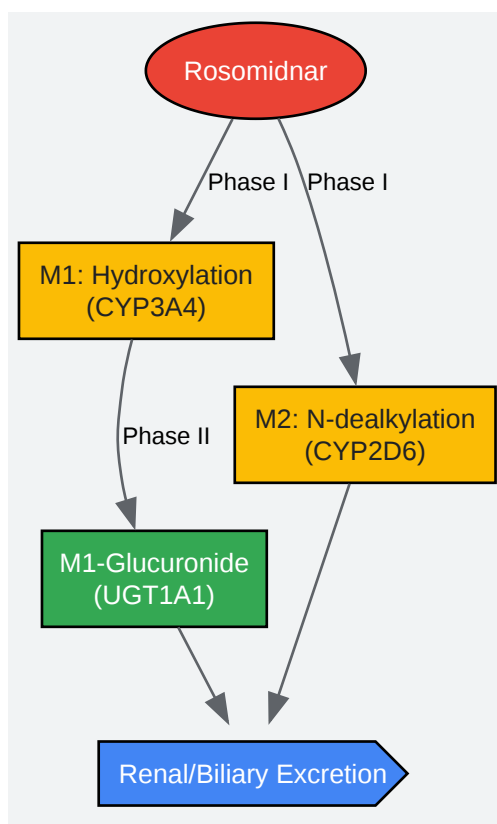 Rosomidnar
Phase I
Phase I
M1: Hydroxylation
(CYP3A4)
M2: N-dealkylation
(CYP2D6)
Phase II
M1-Glucuronide
(UGT1A1)
Renal/Biliary Excretion